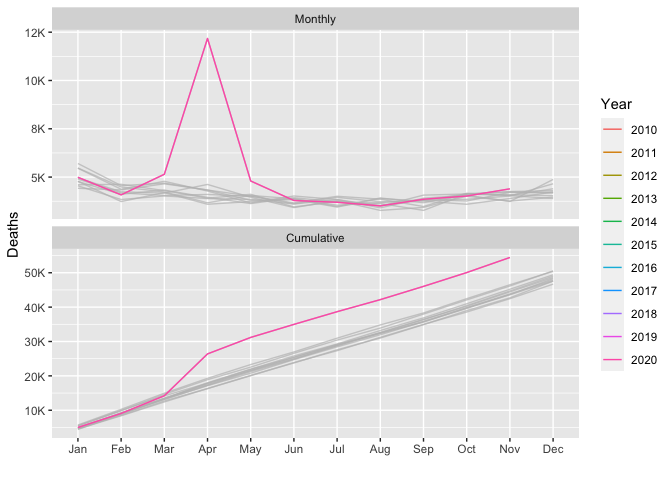 Monthly
12K
10K
8K
5K
Deaths
Cumulative
50K
40K
30K
20K
10K
Jan Feb Mar Apr May Jun Jul Aug Sep Oct Nov Dec
Year
2010
2011
2012
2013
2014
2015
2016
2017
2018
2019
2020